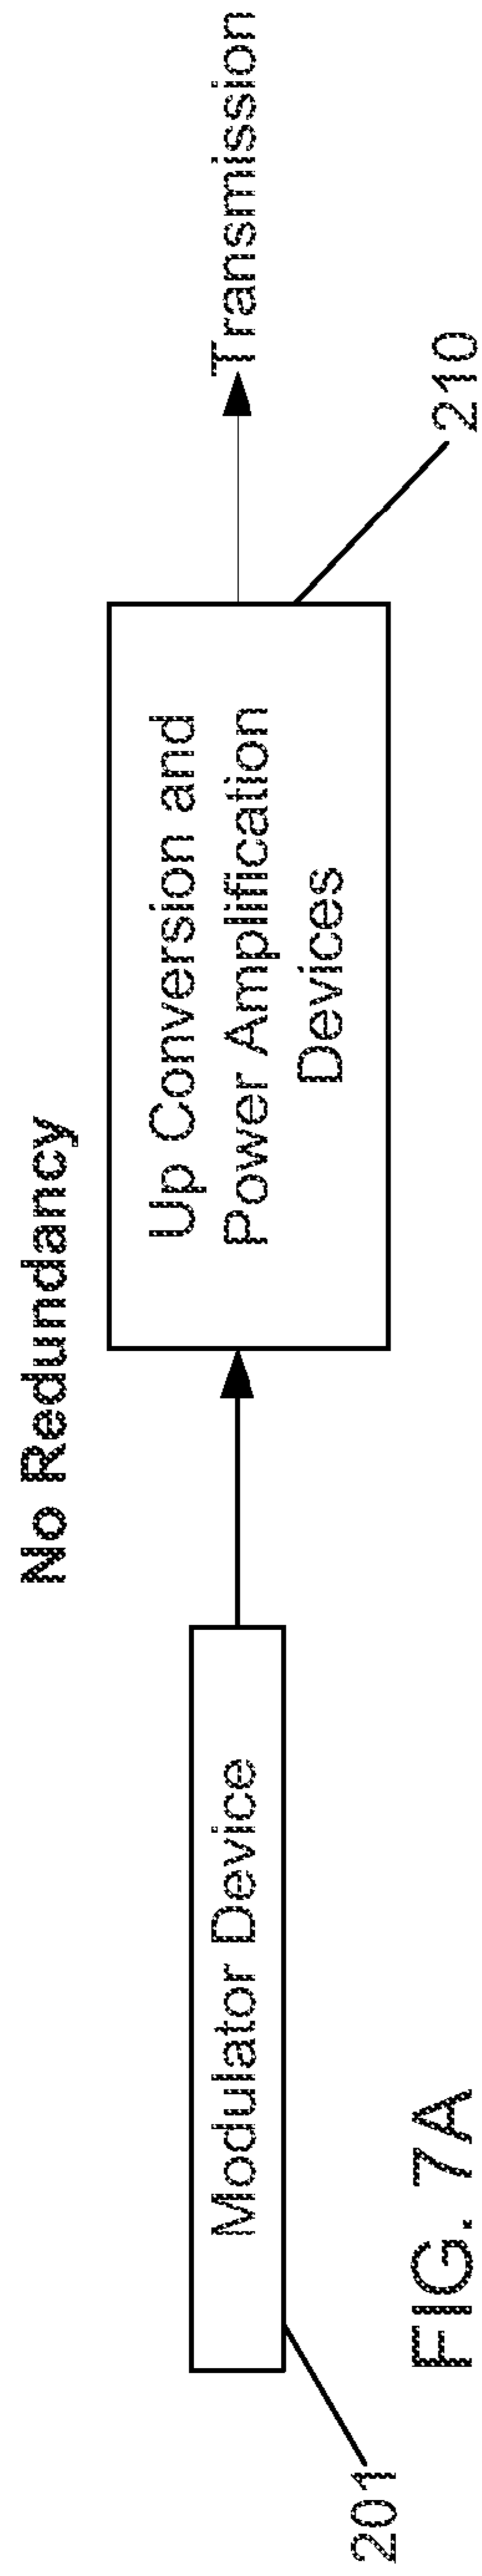 No Redundancy
Modulator Device
Up Conversion and
Power Amplification
Devices
Transmission
201
210
FIG. 7A